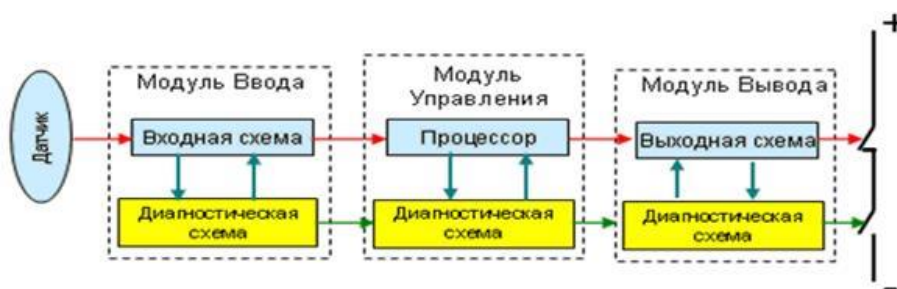 +
Модуль Ввода
Модуль
Управления
Модуль Вывода
Датчик
Входная схема
Процессор
Выходная схема
Диагностическая
схема
Диагностическая
схема
Диагностическая
схема
–